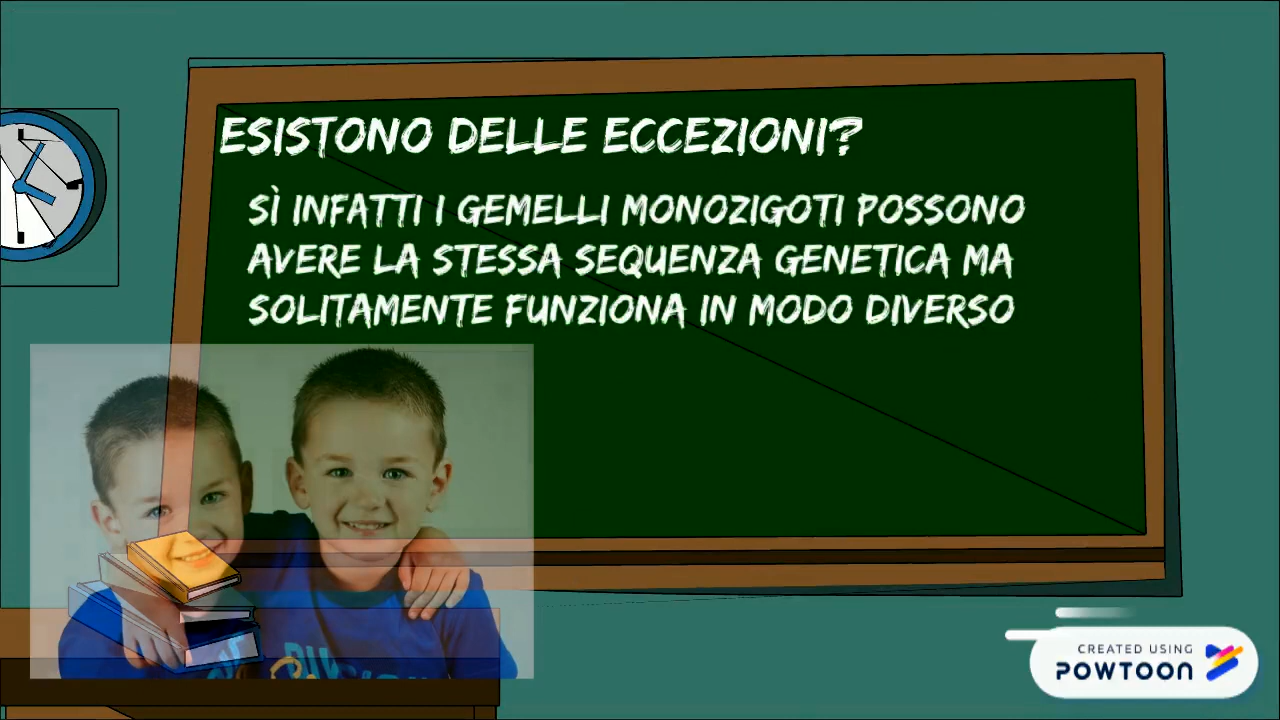 ESISTONO DELLE ECCEZIONI?
SÌ INFATTI I GEMELLI MONOZIGOTI POSSONO
AVERE LA STESSA SEQUENZA GENETICA MA
SOLITAMENTE FUNZIONA IN MODO DIVERSO
CREATED USING
POWTOON